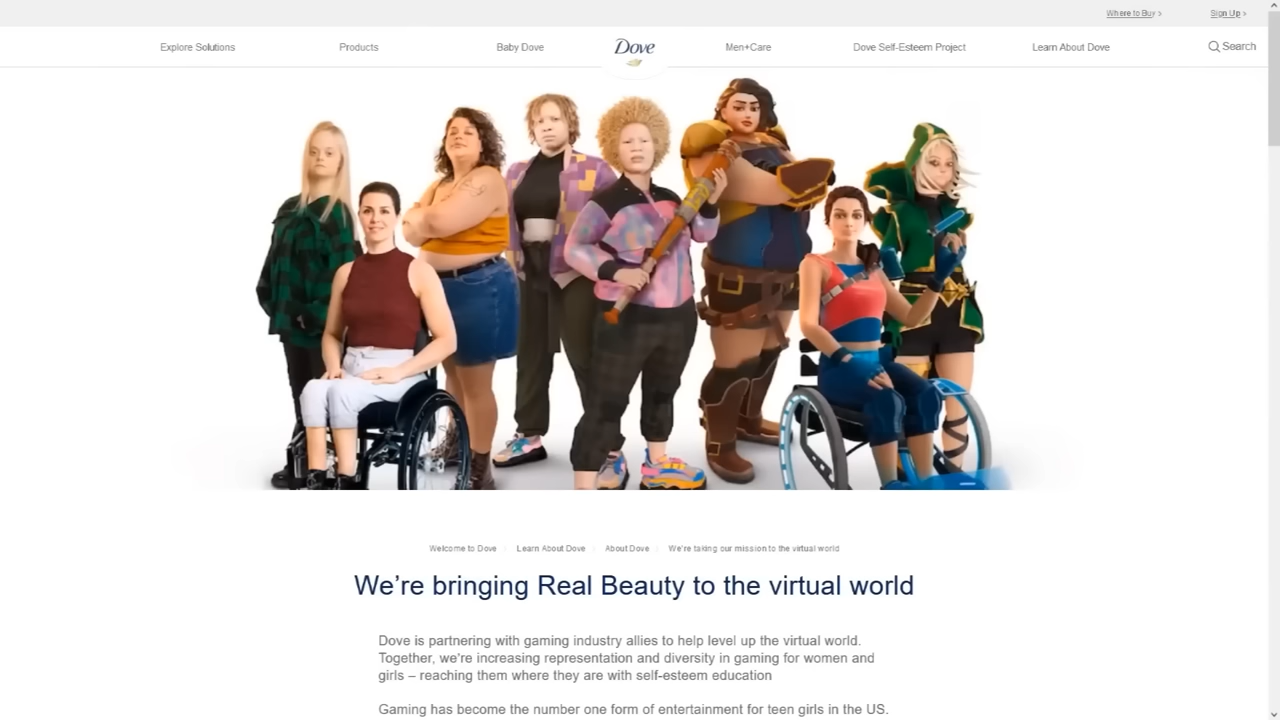 Where to Buy >
Sign Up >
Explore Solutions
Products
Baby Dove
Dove
Men+Care
Dove Self-Esteem Project
Learn About Dove
Search
Welcome to Dove
Learn About Dove
About Dove
We're taking our mission to the virtual world
We're bringing Real Beauty to the virtual world
Dove is partnering with gaming industry allies to help level up the virtual world.
Together, we're increasing representation and diversity in gaming for women and
girls – reaching them where they are with self-esteem education
Gaming has become the number one form of entertainment for teen girls in the US.